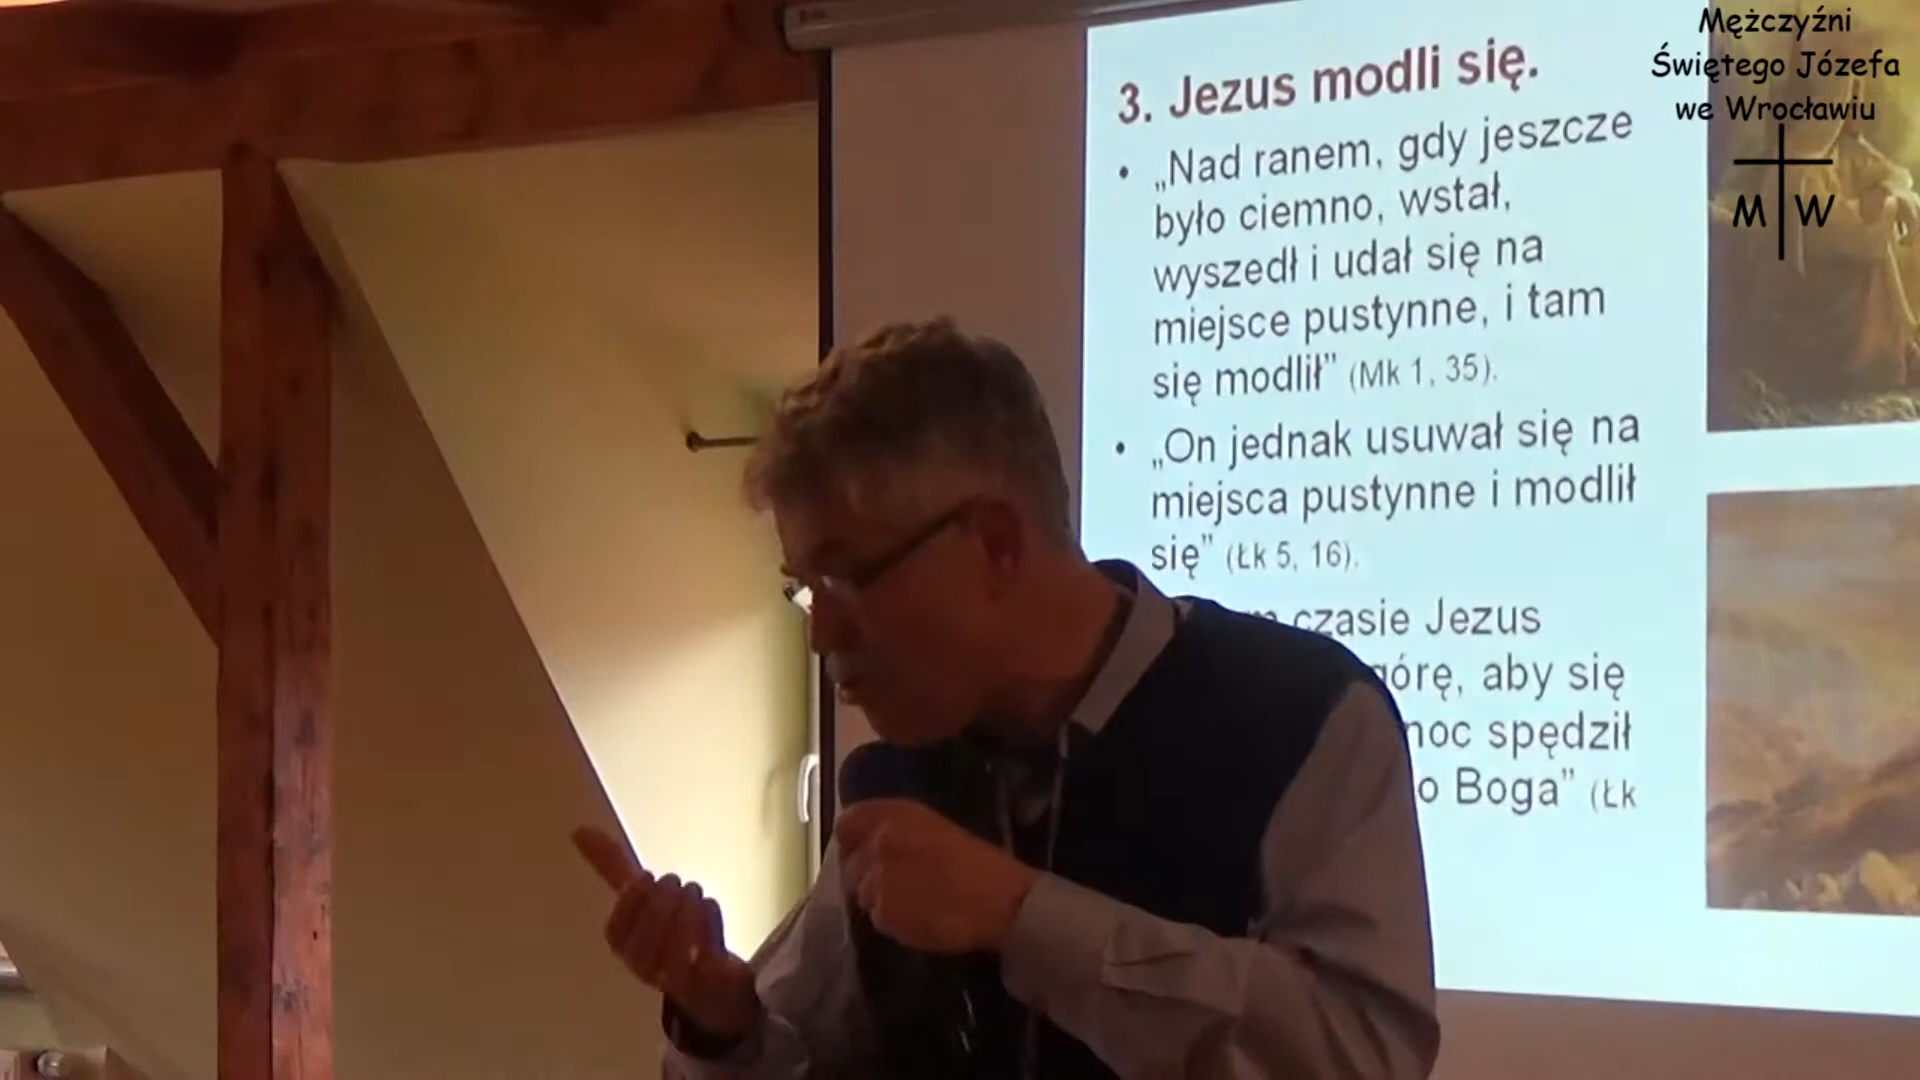 Mężczyźni
Świętego Józefa
we Wrocławiu
M W
3. Jezus modli się.
• „Nad ranem, gdy jeszcze
było ciemno, wstał,
wyszedł i udał się na
miejsce pustynne, i tam
się modlił” (Mk 1, 35).
• „On jednak usuwał się na
miejsca pustynne i modlił
się” (Łk 5, 16).
czasie Jezus
górę, aby się
noc spędził
Boga” (Łk